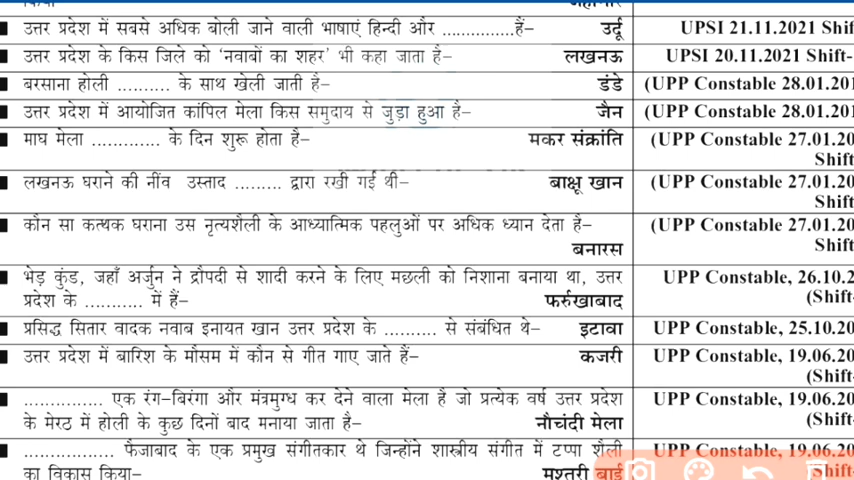 उत्तर प्रदेश में सबसे अधिक बोली जाने वाली भाषाएं हिन्दी और ...............हैं– उर्दू UPSI 21.11.2021 Shif
उत्तर प्रदेश के किस जिले को 'नवाबों का शहर' भी कहा जाता है– लखनऊ UPSI 20.11.2021 Shift-
बरसाना होली .......... के साथ खेली जाती है– डंडे (UPP Constable 28.01.201
उत्तर प्रदेश में आयोजित कांपिल मेला किस समुदाय से जुड़ा हुआ है– जैन (UPP Constable 28.01.201
माघ मेला ............. के दिन शुरू होता है– मकर संक्रांति (UPP Constable 27.01.20
Shift
लखनऊ घराने की नींव उस्ताद ......... द्वारा रखी गई थी– बाक्षू खान (UPP Constable 27.01.20
Shift
कौन सा कत्थक घराना उस नृत्यशैली के आध्यात्मिक पहलुओं पर अधिक ध्यान देता है– (UPP Constable 27.01.20
बनारस Shift
भेड़ कुंड, जहाँ अर्जुन ने द्रौपदी से शादी करने के लिए मछली को निशाना बनाया था, उत्तर UPP Constable, 26.10.2
प्रदेश के ........... में हैं– फर्रुखाबाद (Shift-
प्रसिद्ध सितार वादक नवाब इनायत खान उत्तर प्रदेश के .......... से संबंधित थे– इटावा UPP Constable, 25.10.20
उत्तर प्रदेश में बारिश के मौसम में कौन से गीत गाए जाते हैं– कजरी UPP Constable, 19.06.20
(Shift-
............... एक रंग–बिरंगा और मंत्रमुग्ध कर देने वाला मेला है जो प्रत्येक वर्ष उत्तर प्रदेश UPP Constable, 19.06.20
के मेरठ में होली के कुछ दिनों बाद मनाया जाता है– नौचंदी मेला (Shift-
................. फैजाबाद के एक प्रमुख संगीतकार थे जिन्होंने शास्त्रीय संगीत में टप्पा शैली UPP Constable, 19.06.20
का विकास किया– मश्तरी बाई Shift-